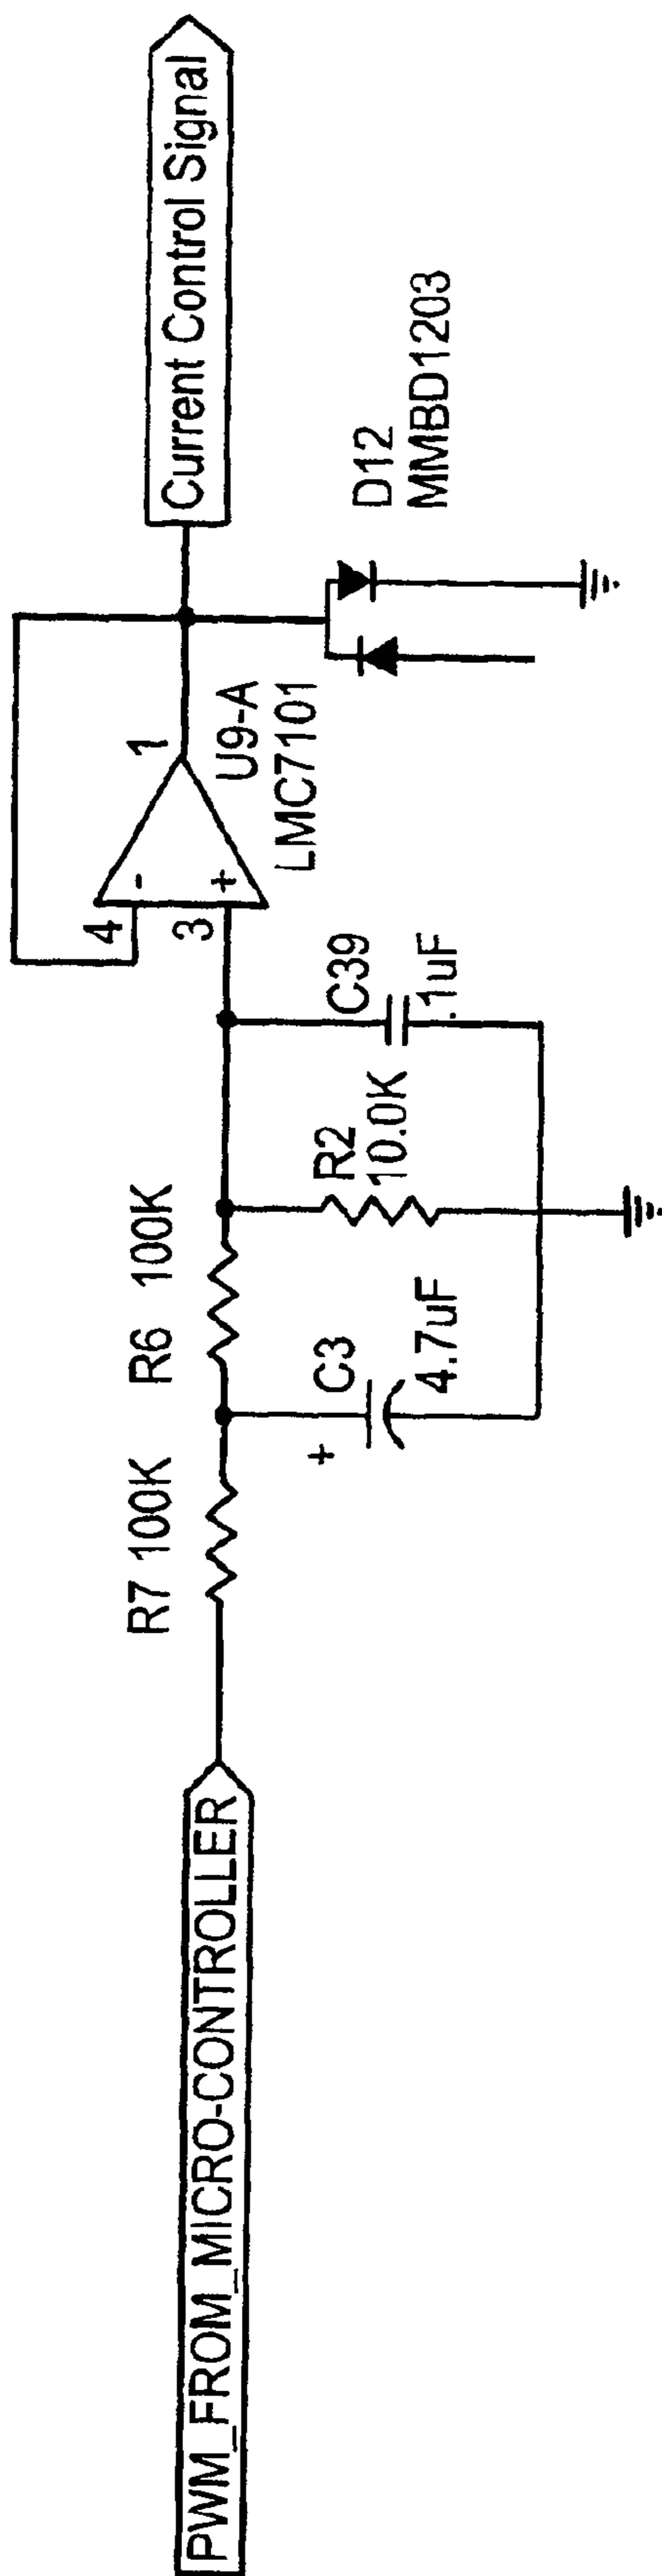 PWM_FROM_MICRO-CONTROLLER
R7 100K
R6 100K
+
C3
4.7uF
R2
10.0K
C39
.1uF
4
-
3
+
1
U9-A
LMC7101
D12
MMBD1203
Current Control Signal